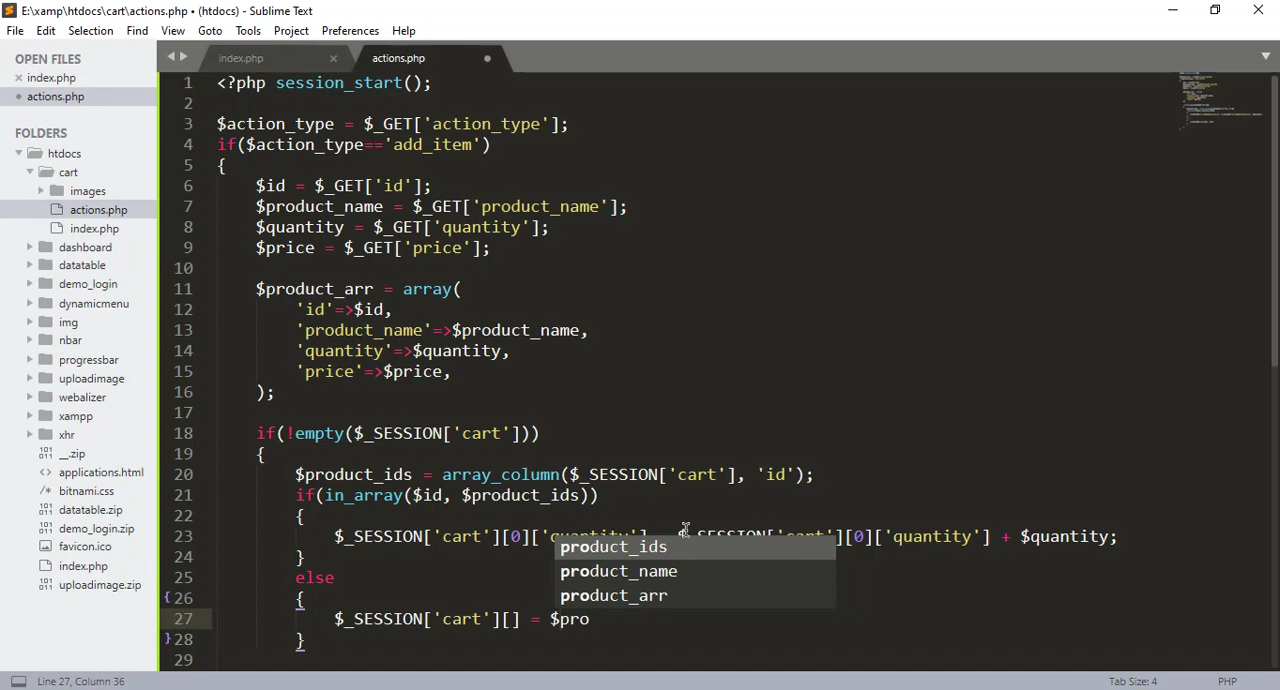 E:\xamp\htdocs\cart\actions.php • (htdocs) - Sublime Text
File Edit Selection Find View Goto Tools Project Preferences Help
OPEN FILES
index.php
actions.php
FOLDERS
htdocs
cart
images
actions.php
index.php
dashboard
datatable
demo_login
dynamicmenu
img
nbar
progressbar
uploadimage
webalizer
xampp
xhr
__.zip
applications.html
bitnami.css
datatable.zip
demo_login.zip
favicon.ico
index.php
uploadimage.zip
index.php
actions.php
1 <?php session_start();
2
3 $action_type = $_GET['action_type'];
4 if($action_type=='add_item')
5 {
6 $id = $_GET['id'];
7 $product_name = $_GET['product_name'];
8 $quantity = $_GET['quantity'];
9 $price = $_GET['price'];
10
11 $product_arr = array(
12 'id'=>$id,
13 'product_name'=>$product_name,
14 'quantity'=>$quantity,
15 'price'=>$price,
16 );
17
18 if(!empty($_SESSION['cart']))
19 {
20 $product_ids = array_column($_SESSION['cart'], 'id');
21 if(in_array($id, $product_ids))
22 {
23 $_SESSION['cart'][0]['quantity'] $_SESSION['cart'][0]['quantity'] + $quantity;
24 }
25 else
26 {
27 $_SESSION['cart'][] = $pro
28 }
29
product_ids
product_name
product_arr
Line 27, Column 36
Tab Size: 4
PHP